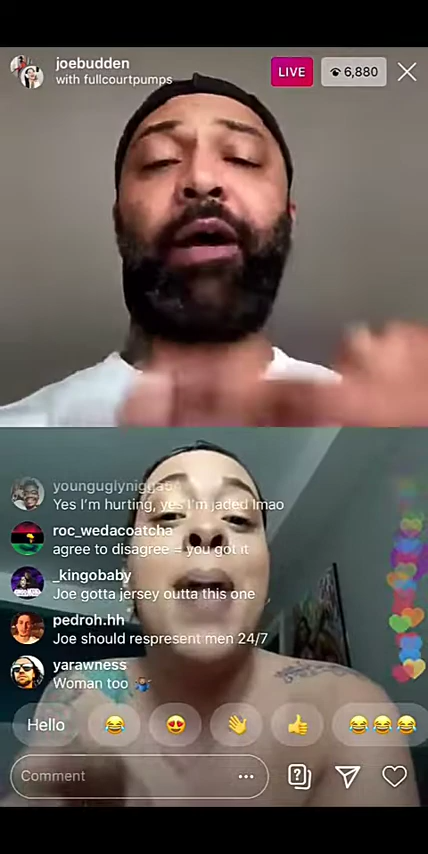 joebudden
with fullcourtpumps
LIVE
6,880
Yes I'm hurting, yes I'm jaded lmao
roc_wedacoatcha
agree to disagree = you got it
_kingobaby
Joe gotta jersey outta this one
pedroh.hh
Joe should respresent men 24/7
yarawness
Woman too 🤷🏽‍♂️
Hello 😂 😍 👋 👍 😂😂😂
Comment